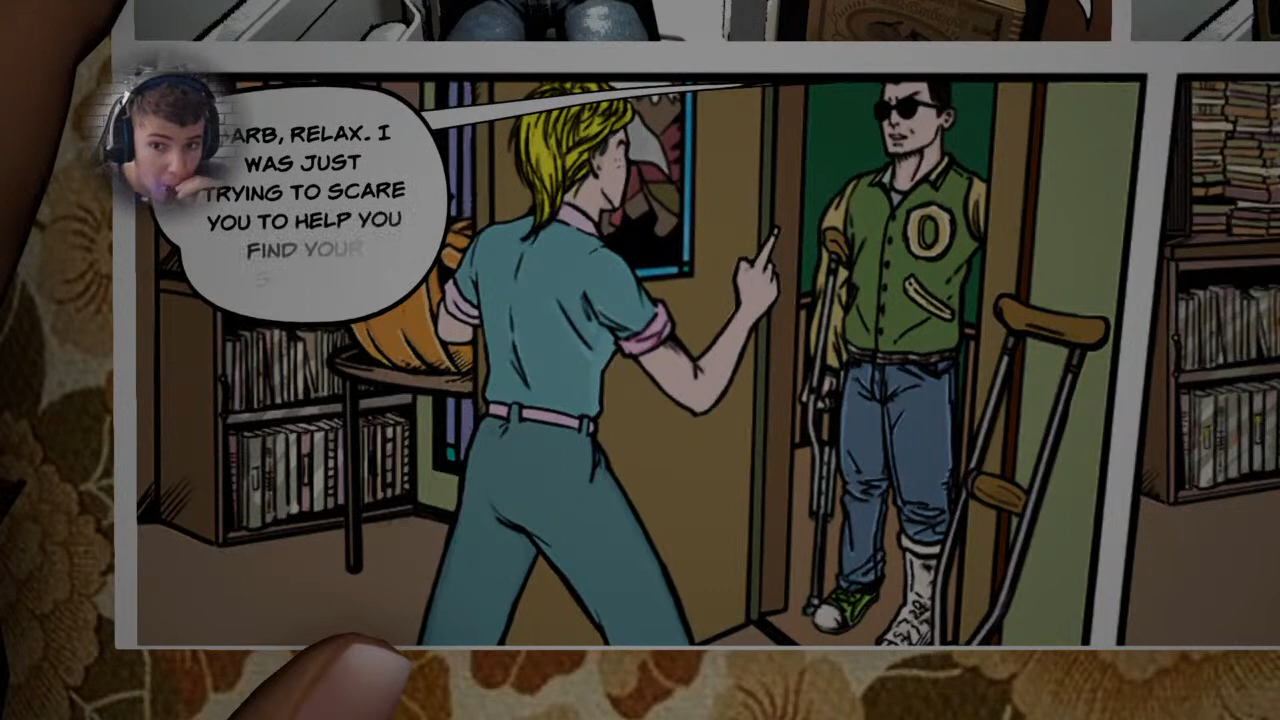 ARB, RELAX. I
WAS JUST
TRYING TO SCARE
YOU TO HELP YOU
FIND YOUR
S
O